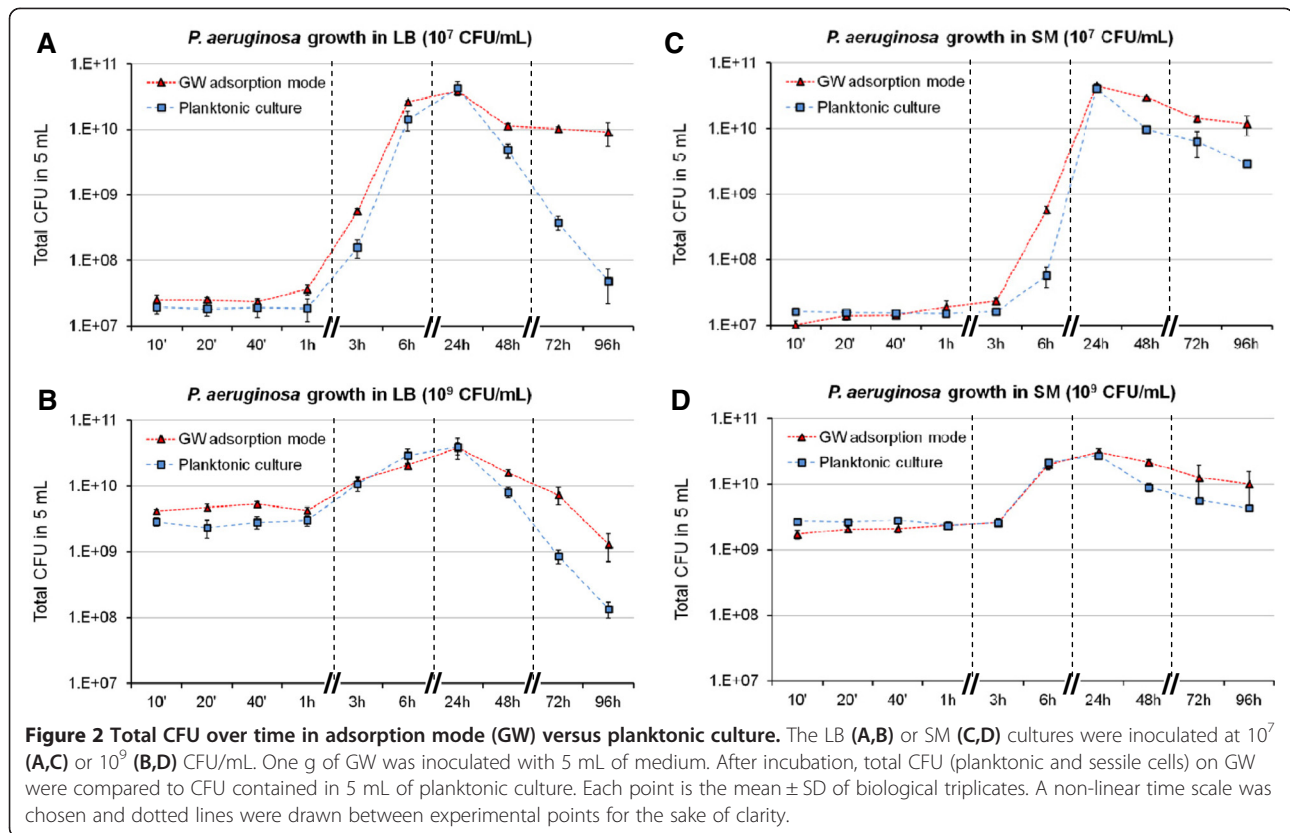 A
P. aeruginosa growth in LB (10⁷ CFU/mL)
GW adsorption mode
Planktonic culture
Total CFU in 5 mL
1.E+11
1.E+10
1.E+09
1.E+08
1.E+07
10' 20' 40' 1h 3h 6h 24h 48h 72h 96h
C
P. aeruginosa growth in SM (10⁷ CFU/mL)
GW adsorption mode
Planktonic culture
Total CFU in 5 mL
1.E+11
1.E+10
1.E+09
1.E+08
1.E+07
10' 20' 40' 1h 3h 6h 24h 48h 72h 96h
B
P. aeruginosa growth in LB (10⁹ CFU/mL)
GW adsorption mode
Planktonic culture
Total CFU in 5 mL
1.E+11
1.E+10
1.E+09
1.E+08
1.E+07
10' 20' 40' 1h 3h 6h 24h 48h 72h 96h
D
P. aeruginosa growth in SM (10⁹ CFU/mL)
GW adsorption mode
Planktonic culture
Total CFU in 5 mL
1.E+11
1.E+10
1.E+09
1.E+08
1.E+07
10' 20' 40' 1h 3h 6h 24h 48h 72h 96h
Figure 2 Total CFU over time in adsorption mode (GW) versus planktonic culture. The LB (A,B) or SM (C,D) cultures were inoculated at 10⁷
(A,C) or 10⁹ (B,D) CFU/mL. One g of GW was inoculated with 5 mL of medium. After incubation, total CFU (planktonic and sessile cells) on GW
were compared to CFU contained in 5 mL of planktonic culture. Each point is the mean ± SD of biological triplicates. A non-linear time scale was
chosen and dotted lines were drawn between experimental points for the sake of clarity.